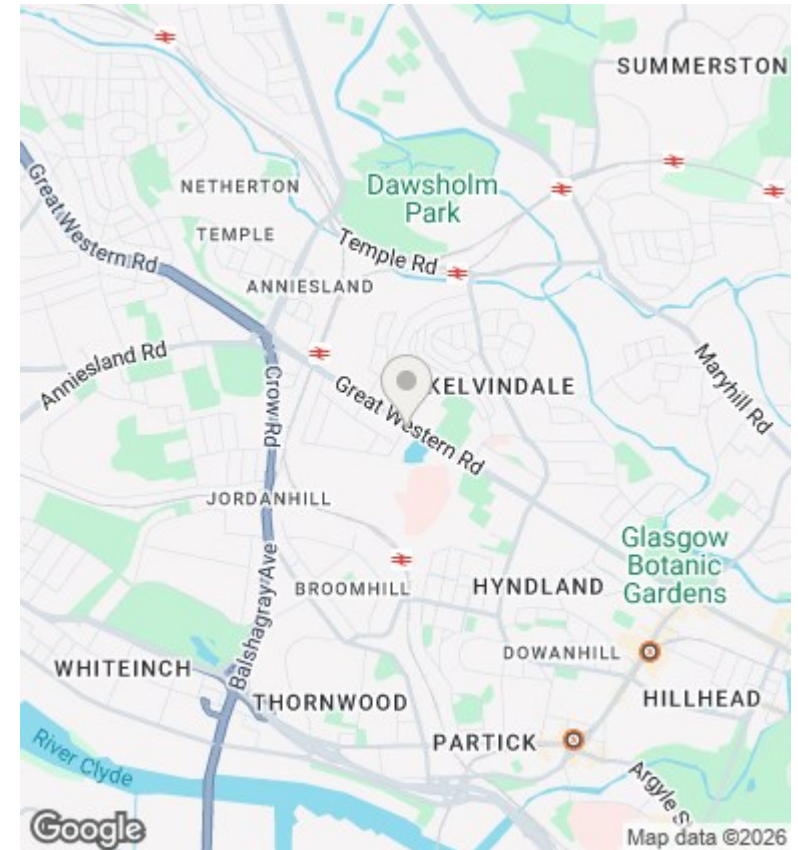 SUMMERSTON
NETHERTON
Dawsholm
Park
Great Western Rd
TEMPLE
Temple Rd
ANNIESLAND
Anniesland Rd
Crow Rd
Maryhill Rd
KELVINDALE
Great Western Rd
JORDANHILL
Glasgow
Botanic
Gardens
Balshagray Ave
BROOMHILL
HYNDLAND
DOWANHILL
WHITEINCH
THORNWOOD
HILLHEAD
PARTICK
River Clyde
Argyle S
Google
Map data ©2026